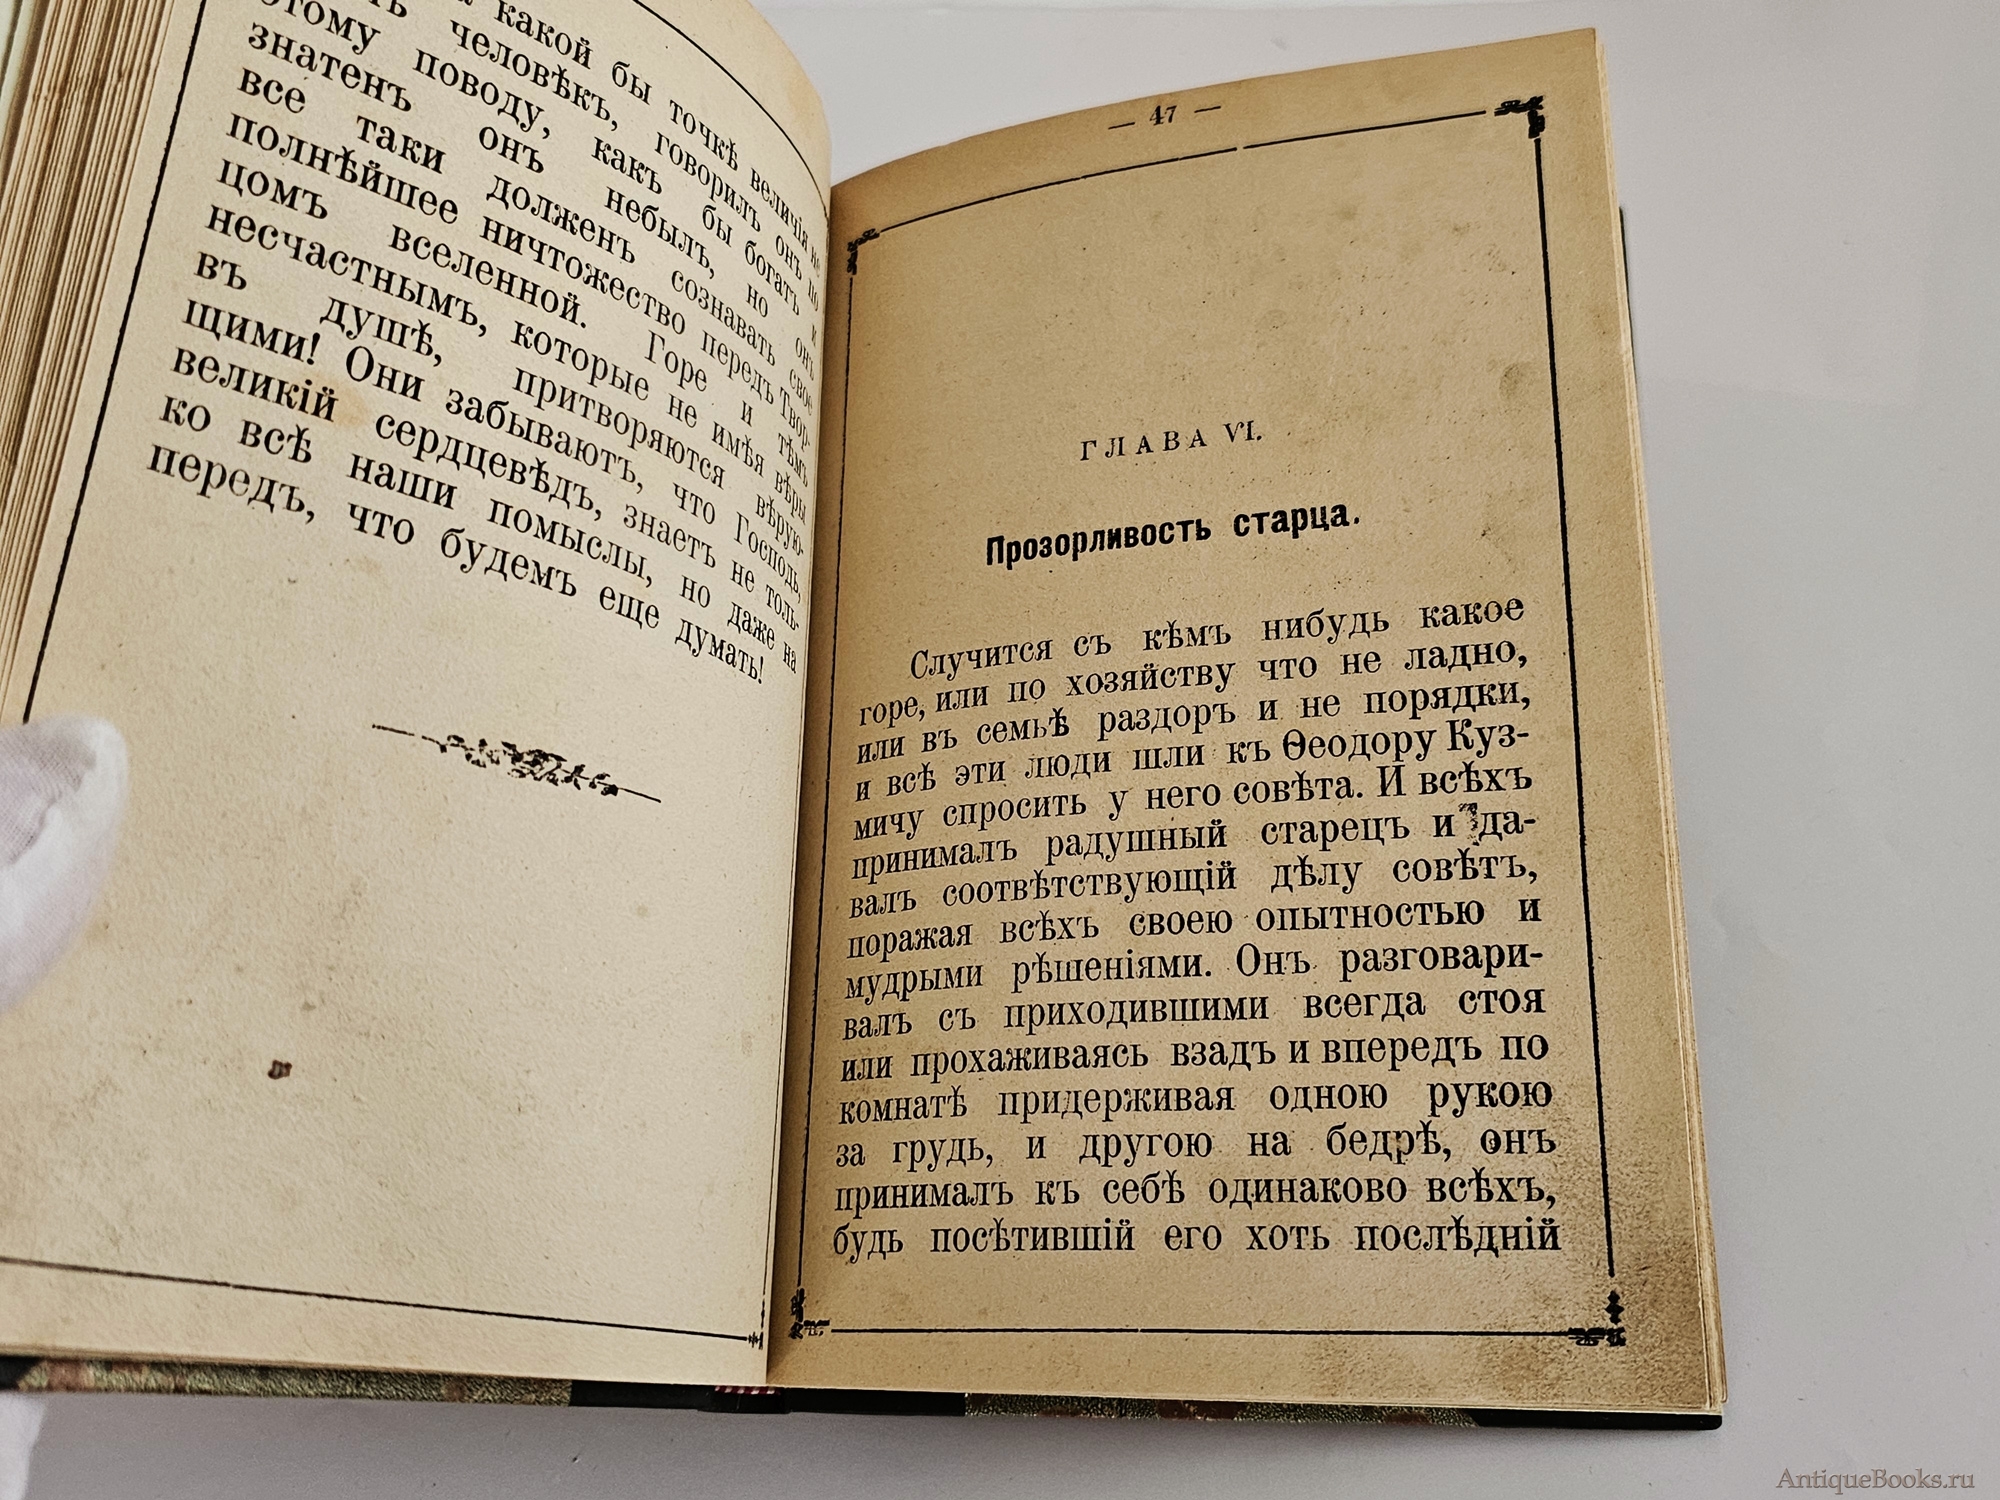 какой бы точкѣ величія не
человѣкъ, говорилъ онъ по
этому поводу, какъ бы богатъ и
знатенъ онъ небылъ, но онъ
все таки долженъ сознавать свое
полнѣйшее ничтожество передъ Твор-
цомъ вселенной. Горе и тѣмъ
несчастнымъ, которые не имѣя вѣры
въ душѣ, притворяются вѣрую-
щими! Они забываютъ, что Господь,
великій сердцевѣдъ, знаетъ не толь-
ко всѣ наши помыслы, но даже на
передъ, что будемъ еще думать!
— 47 —
ГЛАВА VI.
Прозорливость старца.
Случится съ кѣмъ нибудь какое
горе, или по хозяйству что не ладно,
или въ семьѣ раздоръ и не порядки,
и всѣ эти люди шли къ Ѳеодору Куз-
мичу спросить у него совѣта. И всѣхъ
принималъ радушный старецъ и да-
валъ соотвѣтствующій дѣлу совѣтъ,
поражая всѣхъ своею опытностью и
мудрыми рѣшеніями. Онъ разговари-
валъ съ приходившими всегда стоя
или прохаживаясь взадъ и впередъ по
комнатѣ придерживая одною рукою
за грудь, и другою на бедрѣ, онъ
принималъ къ себѣ одинаково всѣхъ,
будь посѣтившій его хоть послѣдній
AntiqueBooks.ru